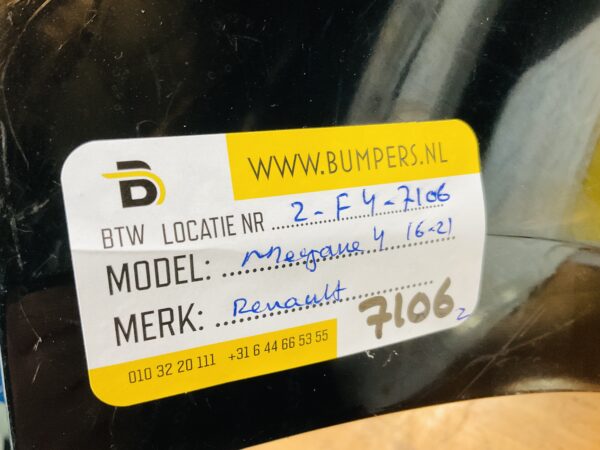 WWW.BUMPERS.NL
B
BTW LOCATIE NR 2-F4-7106
MODEL: Megane 4 16-21
MERK: Renault
7106 2
010 32 20 111 +31 6 44 66 53 55